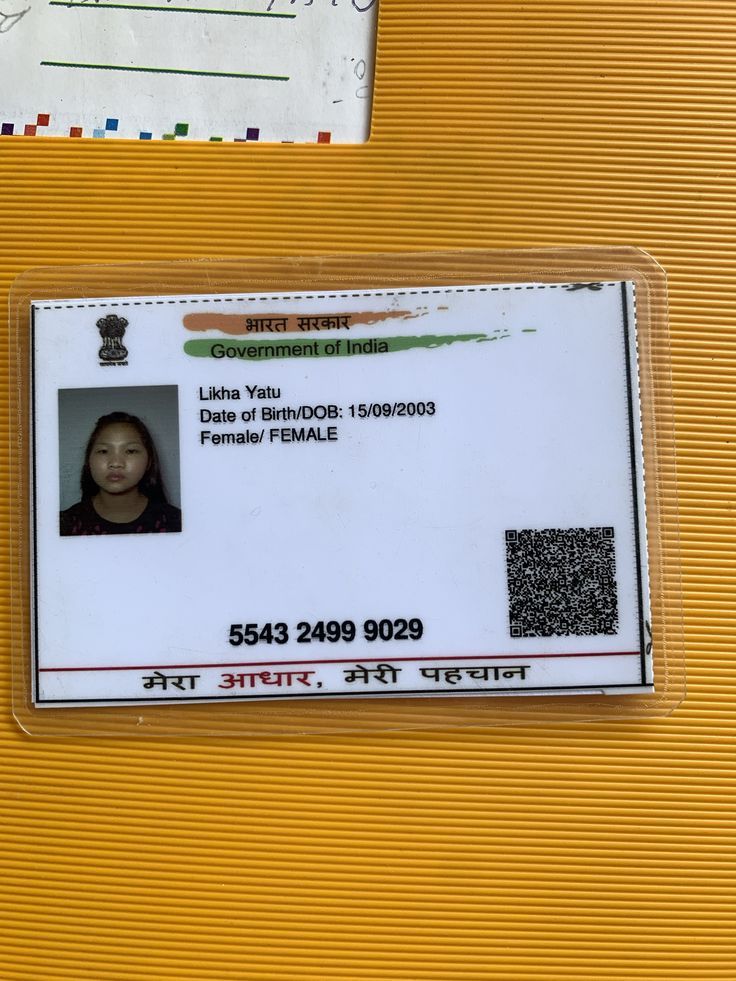 भारत सरकार
Government of India
Likha Yatu
Date of Birth/DOB: 15/09/2003
Female/ FEMALE
5543 2499 9029
मेरा आधार, मेरी पहचान